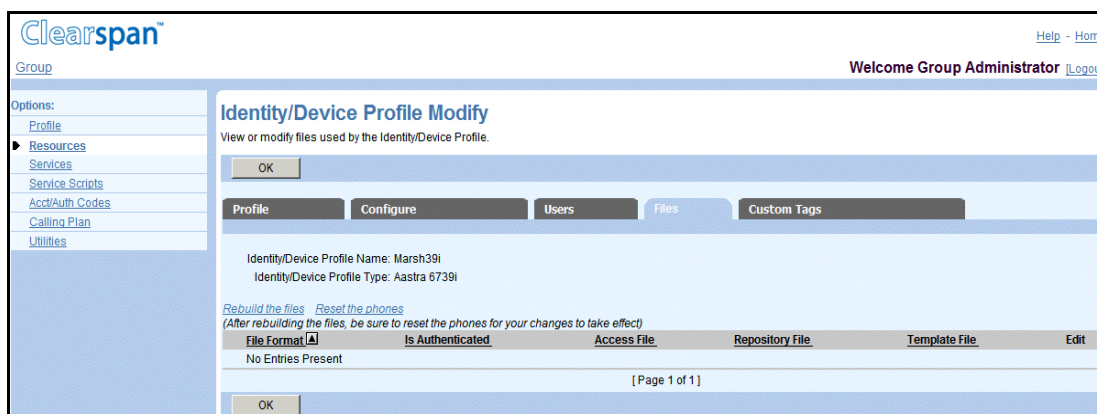 Clearspan™
Help - Hom
Group
Welcome Group Administrator [Logou
Options:
Profile
Resources
Services
Service Scripts
Acct/Auth Codes
Calling Plan
Utilities
Identity/Device Profile Modify
View or modify files used by the Identity/Device Profile.
OK
Profile Configure Users Files Custom Tags
Identity/Device Profile Name: Marsh39i
Identity/Device Profile Type: Aastra 6739i
Rebuild the files Reset the phones
(After rebuilding the files, be sure to reset the phones for your changes to take effect)
File Format Is Authenticated Access File Repository File Template File Edit
No Entries Present
[ Page 1 of 1 ]
OK